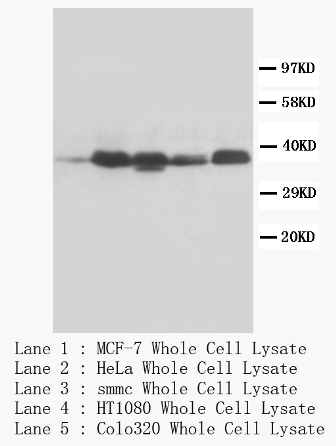 97KD
58KD
40KD
29KD
20KD
Lane 1 : MCF-7 Whole Cell Lysate
Lane 2 : HeLa Whole Cell Lysate
Lane 3 : smmc Whole Cell Lysate
Lane 4 : HT1080 Whole Cell Lysate
Lane 5 : Colo320 Whole Cell Lysate